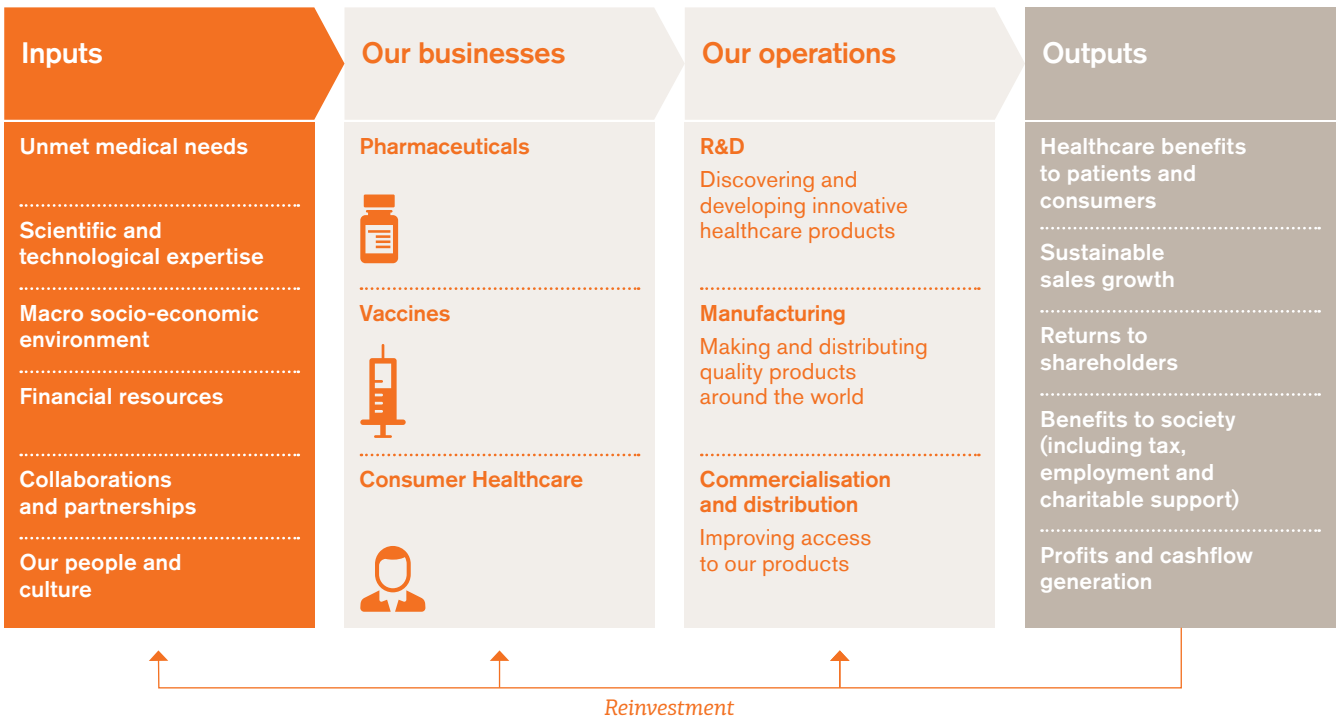 Inputs
Unmet medical needs
Scientific and
technological expertise
Macro socio-economic
environment
Financial resources
Collaborations
and partnerships
Our people and
culture
Our businesses
Pharmaceuticals
Vaccines
Consumer Healthcare
Our operations
R&D
Discovering and
developing innovative
healthcare products
Manufacturing
Making and distributing
quality products
around the world
Commercialisation
and distribution
Improving access
to our products
Outputs
Healthcare benefits
to patients and
consumers
Sustainable
sales growth
Returns to
shareholders
Benefits to society
(including tax,
employment and
charitable support)
Profits and cashflow
generation
Reinvestment